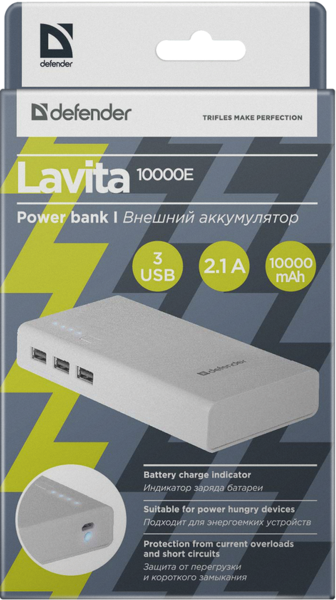 defender
defender
TRIFLES MAKE PERFECTION
Lavita 10000E
Power bank | Внешний аккумулятор
3 USB
2.1 A
10000 mAh
defender
Battery charge indicator
Индикатор заряда батареи
Suitable for power hungry devices
Подходит для энергоемких устройств
Protection from current overloads
and short circuits
Защита от перегрузки
и короткого замыкания